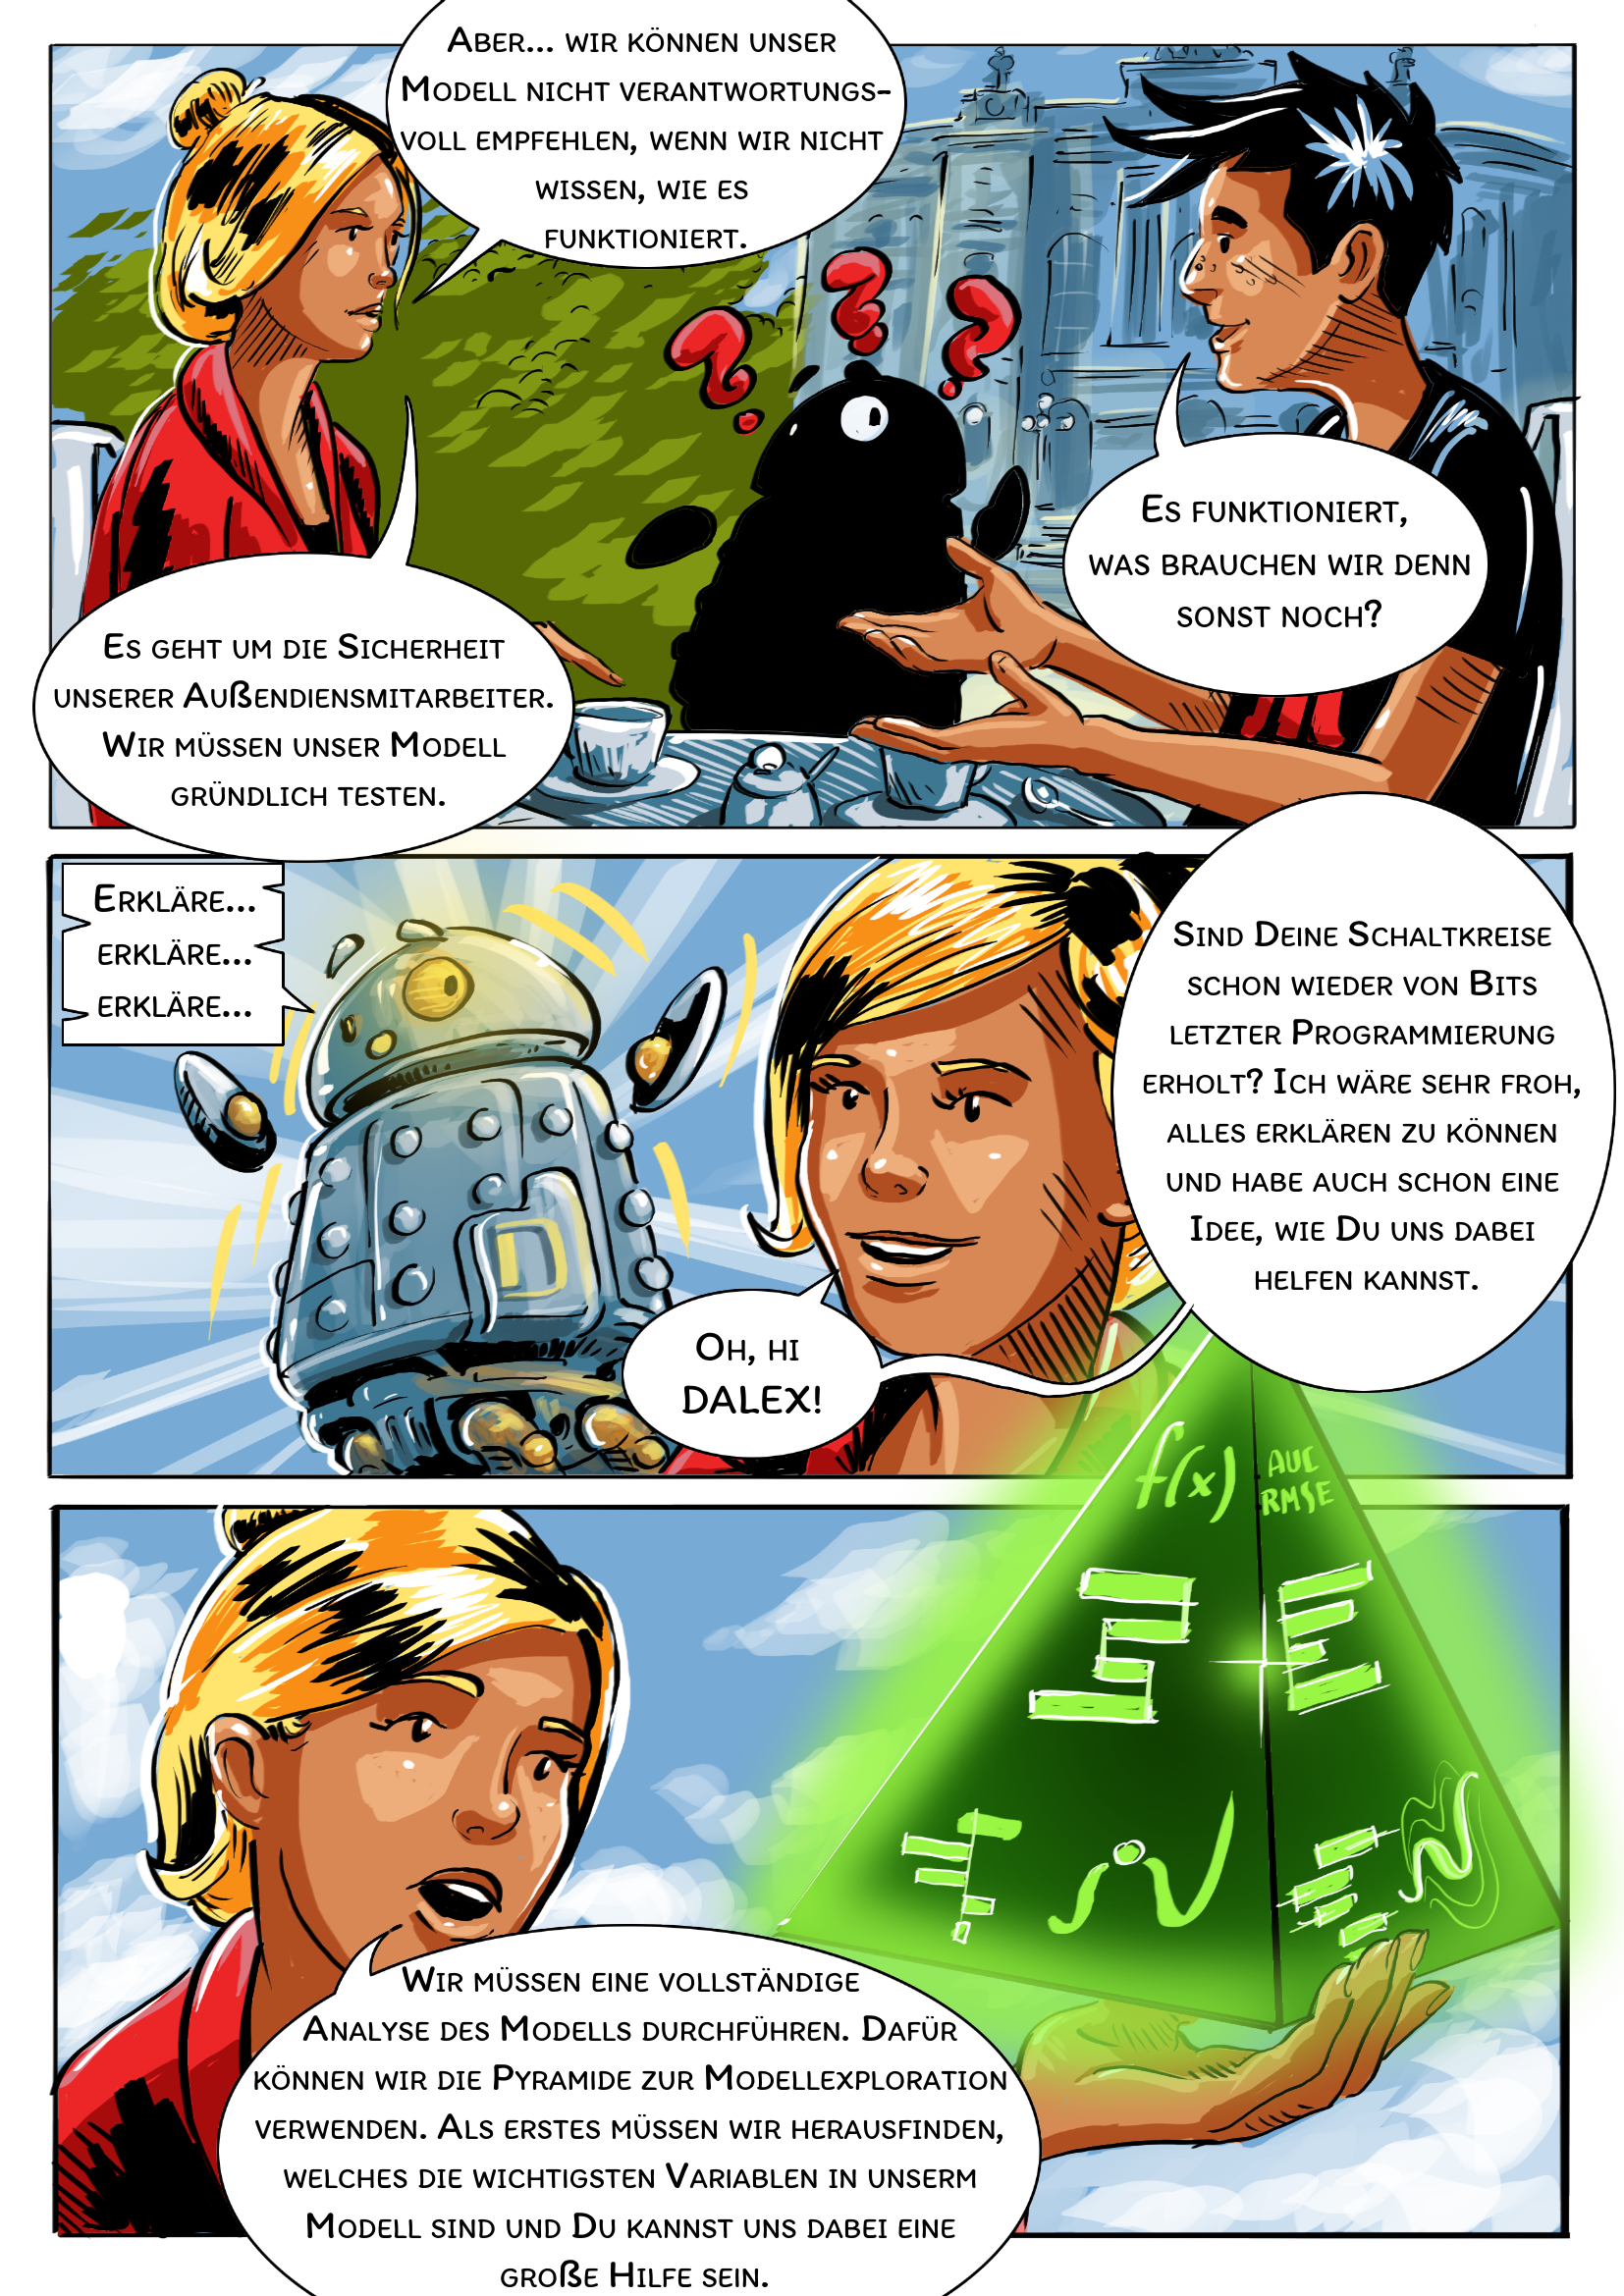 Aber... wir können unser
Modell nicht verantwortungs-
voll empfehlen, wenn wir nicht
wissen, wie es
funktioniert.
???
Es funktioniert,
was brauchen wir denn
sonst noch?
Es geht um die Sicherheit
unserer Außendiensmitarbeiter.
Wir müssen unser Modell
gründlich testen.
Erkläre...
erkläre...
erkläre...
Oh, hi
DALEX!
Sind Deine Schaltkreise
schon wieder von Bits
letzter Programmierung
erholt? Ich wäre sehr froh,
alles erklären zu können
und habe auch schon eine
Idee, wie Du uns dabei
helfen kannst.
f(x)
AUC
RMSE
Wir müssen eine vollständige
Analyse des Modells durchführen. Dafür
können wir die Pyramide zur Modellexploration
verwenden. Als erstes müssen wir herausfinden,
welches die wichtigsten Variablen in unserm
Modell sind und Du kannst uns dabei eine
große Hilfe sein.